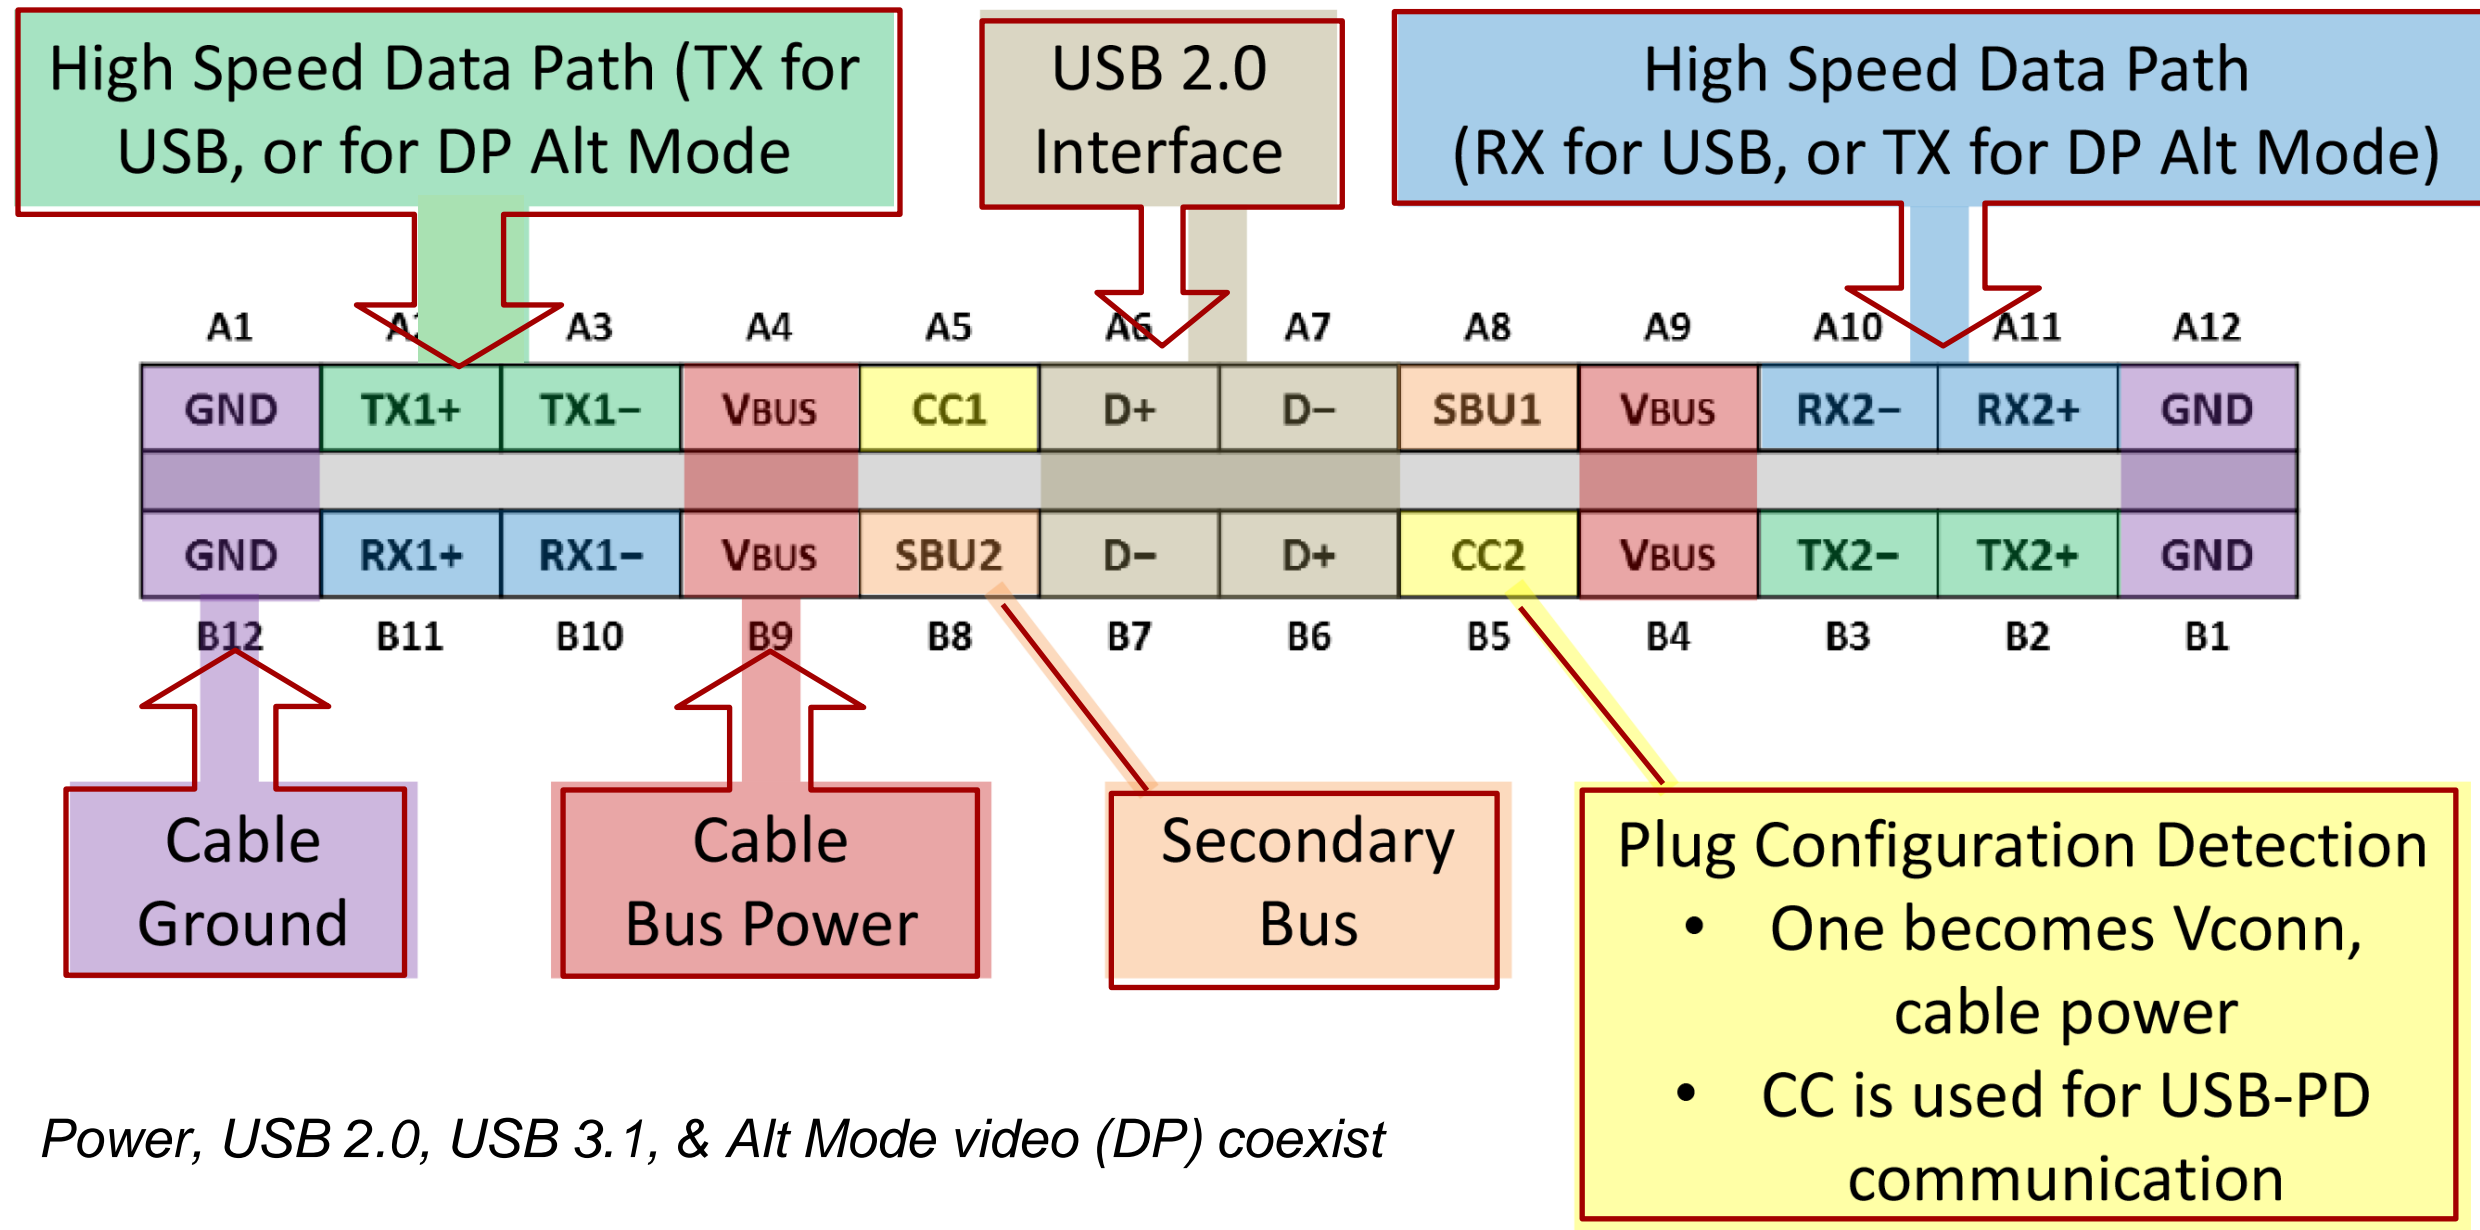 High Speed Data Path (TX for
USB, or for DP Alt Mode
USB 2.0
Interface
High Speed Data Path
(RX for USB, or TX for DP Alt Mode)
A1 A2 A3 A4 A5 A6 A7 A8 A9 A10 A11 A12
GND TX1+ TX1− VBUS CC1 D+ D− SBU1 VBUS RX2− RX2+ GND
GND RX1+ RX1− VBUS SBU2 D− D+ CC2 VBUS TX2− TX2+ GND
B12 B11 B10 B9 B8 B7 B6 B5 B4 B3 B2 B1
Cable
Ground
Cable
Bus Power
Secondary
Bus
Plug Configuration Detection
• One becomes Vconn,
cable power
• CC is used for USB-PD
communication
Power, USB 2.0, USB 3.1, & Alt Mode video (DP) coexist